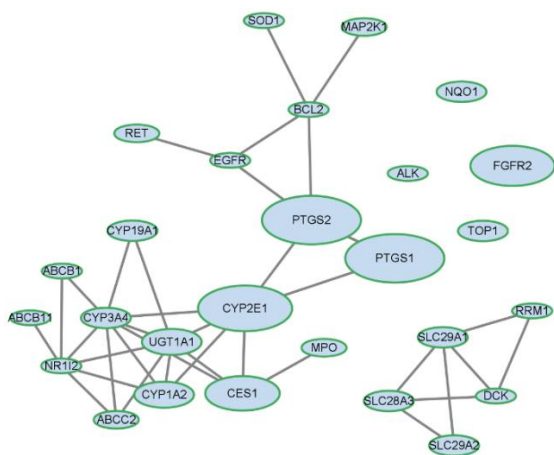 SOD1
MAP2K1
NQO1
BCL2
RET
EGFR
ALK
FGFR2
PTGS2
CYP19A1
TOP1
PTGS1
ABCB1
CYP2E1
ABCB11
CYP3A4
RRM1
SLC29A1
UGT1A1
MPO
NR1I2
CYP1A2
CES1
SLC28A3
DCK
ABCC2
SLC29A2